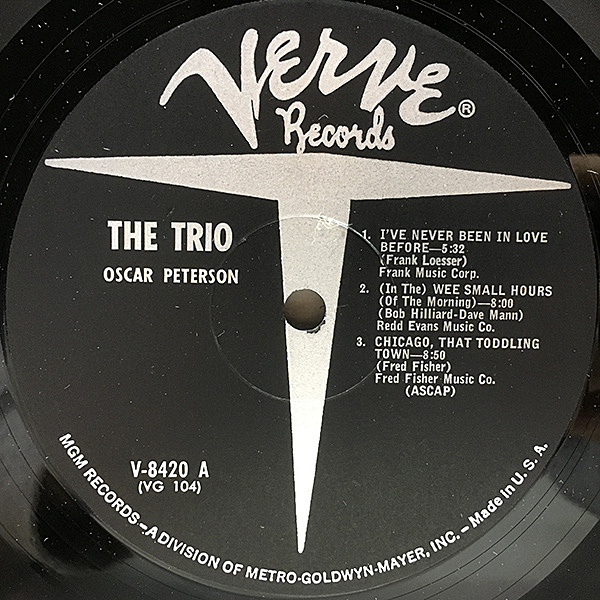 VERVE®
Records
THE TRIO
OSCAR PETERSON
1. I'VE NEVER BEEN IN LOVE
BEFORE—5:32
(Frank Loesser)
Frank Music Corp.
2. (In The) WEE SMALL HOURS
(Of The Morning)—8:00
(Bob Hilliard-Dave Mann)
Redd Evans Music Co.
3. CHICAGO, THAT TODDLING
TOWN—8:50
(Fred Fisher)
Fred Fisher Music Co.
(ASCAP)
V-8420 A
(VG 104)
MGM RECORDS—A DIVISION OF METRO-GOLDWYN-MAYER, INC. – Made in U. S. A.